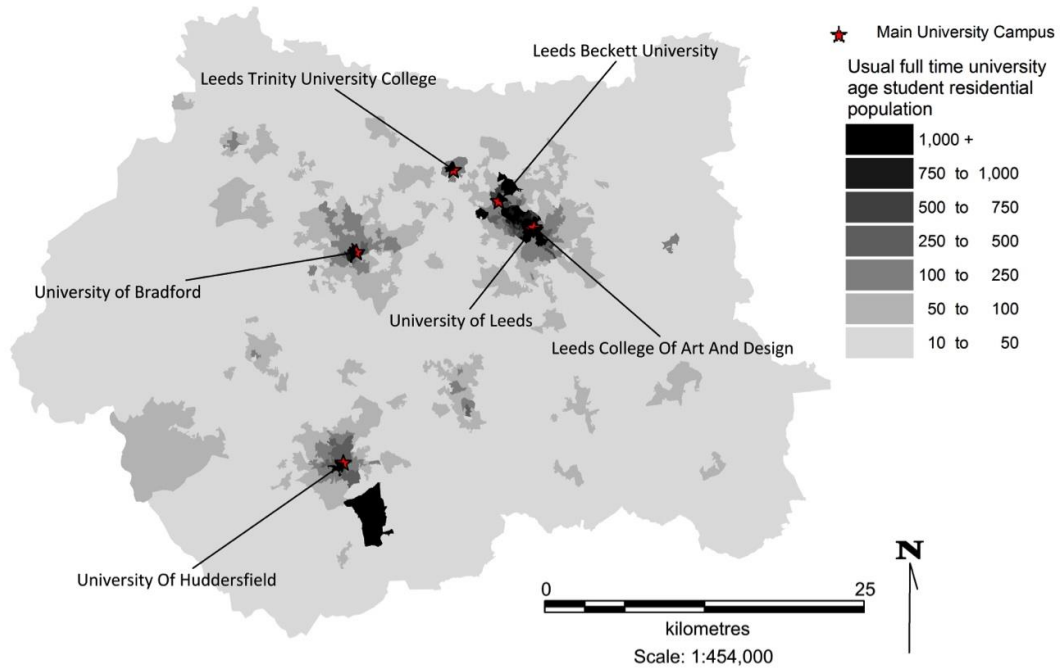 Main University Campus
Leeds Beckett University
Leeds Trinity University College
Usual full time university
age student residential
population
1,000 +
750 to 1,000
500 to 750
250 to 500
100 to 250
50 to 100
10 to 50
University of Bradford
University of Leeds
Leeds College Of Art And Design
University Of Huddersfield
N
0 25
kilometres
Scale: 1:454,000